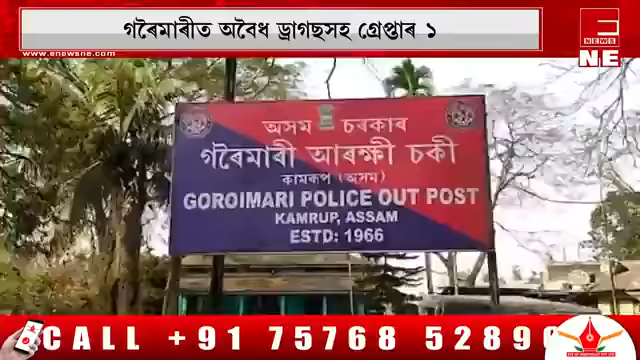 গৰৈমাৰীত অবৈধ ড্ৰাগছসহ গ্ৰেপ্তাৰ ১
E
NEWS
NE
www.enewsne.com
অসম চৰকাৰ
গৰৈমাৰী আৰক্ষী চকী
কামৰূপ (অসম)
GOROIMARI POLICE OUT POST
KAMRUP, ASSAM
ESTD: 1966
CALL +91 75768 5289